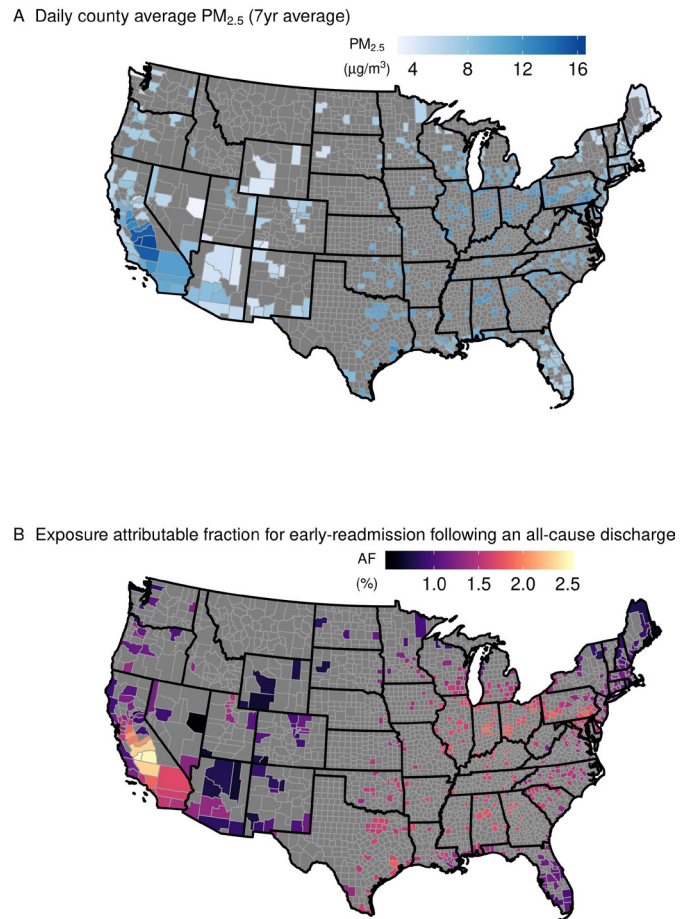 A Daily county average PM2.5 (7yr average)
PM2.5
(μg/m³)
4 8 12 16
B Exposure attributable fraction for early-readmission following an all-cause discharge
AF
(%)
1.0 1.5 2.0 2.5